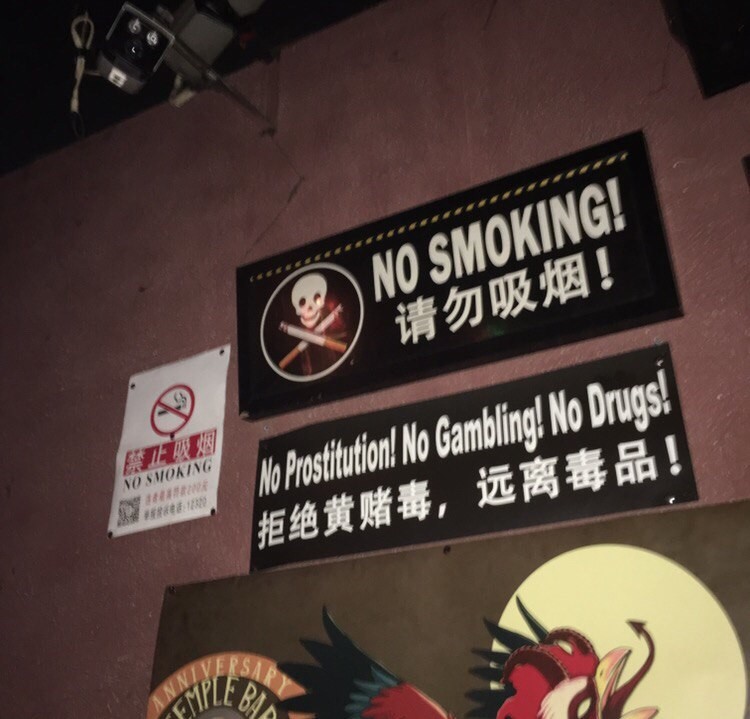 NO SMOKING!
请勿吸烟!
No Prostitution! No Gambling! No Drugs!
拒绝黄赌毒，远离毒品！
禁止吸烟
NO SMOKING
ANNIVERSARY
TEMPLE BAR